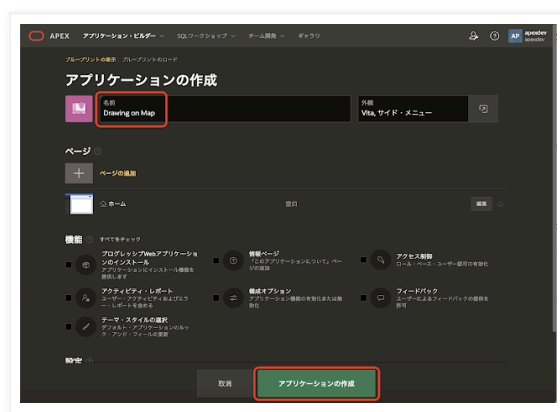 APEX アプリケーション・ビルダー SQLワークショップ チーム開発 ギャラリ AP apexdev
apexdev
ブループリントの表示 ブループリントのロード
アプリケーションの作成
名前
Drawing on Map
外観
Vita, サイド・メニュー
ページ
ページの追加
ホーム 空白 編集
機能 すべてをチェック
プログレッシブWebアプリケーションのインストール
アプリケーションにインストール機能を提供します
情報ページ
「このアプリケーションについて」ページの追加
アクセス制御
ロール・ベース・ユーザー認可の有効化
アクティビティ・レポート
ユーザー・アクティビティおよびエラー・レポートを含める
構成オプション
アプリケーション機能の有効化または無効化
フィードバック
ユーザーによるフィードバックの提供を許可
テーマ・スタイルの選択
デフォルト・アプリケーションのルック・アンド・フィールの更新
設定
取消 アプリケーションの作成